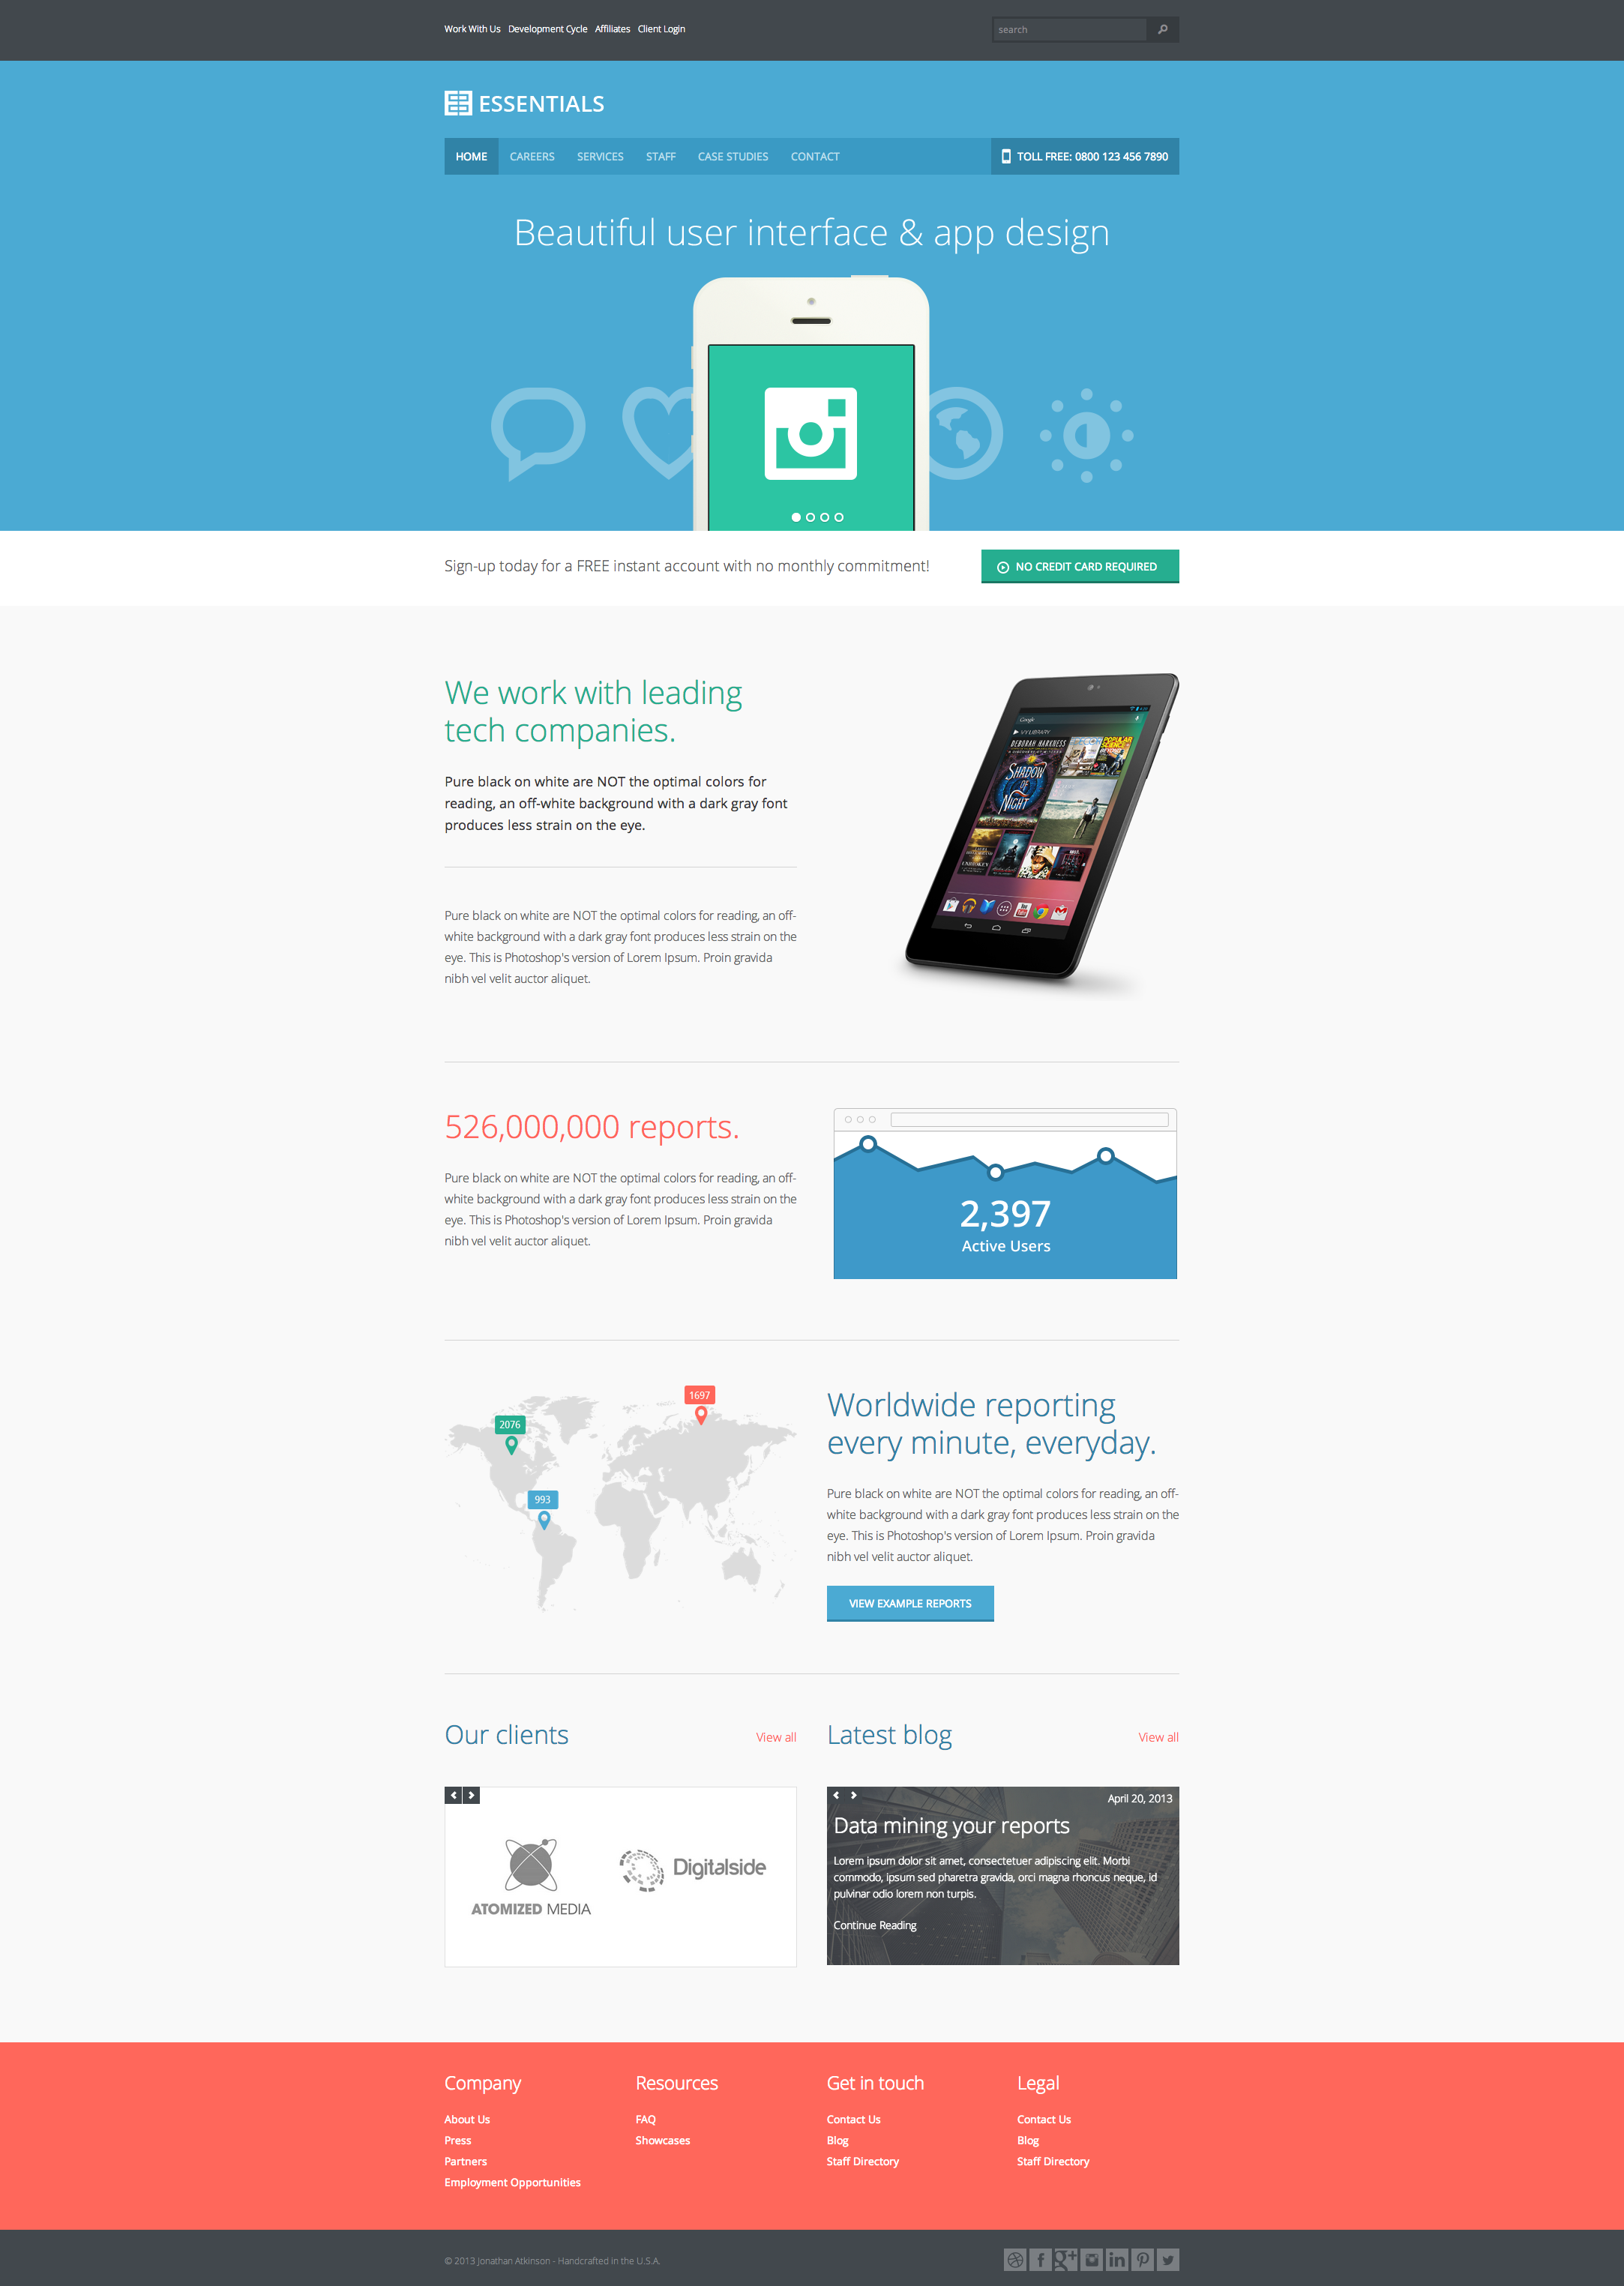 Work With Us Development Cycle Affiliates Client Login
search
ESSENTIALS
HOME CAREERS SERVICES STAFF CASE STUDIES CONTACT
TOLL FREE: 0800 123 456 7890
Beautiful user interface & app design
Sign-up today for a FREE instant account with no monthly commitment!
NO CREDIT CARD REQUIRED
We work with leading
tech companies.
Pure black on white are NOT the optimal colors for
reading, an off-white background with a dark gray font
produces less strain on the eye.
Pure black on white are NOT the optimal colors for reading, an off-
white background with a dark gray font produces less strain on the
eye. This is Photoshop's version of Lorem Ipsum. Proin gravida
nibh vel velit auctor aliquet.
Google
MY LIBRARY
DEBORAH HARKNESS
SHADOW
OF
NIGHT
POPULAR
SCIENCE
526,000,000 reports.
Pure black on white are NOT the optimal colors for reading, an off-
white background with a dark gray font produces less strain on the
eye. This is Photoshop's version of Lorem Ipsum. Proin gravida
nibh vel velit auctor aliquet.
2,397
Active Users
1697
2076
993
Worldwide reporting
every minute, everyday.
Pure black on white are NOT the optimal colors for reading, an off-
white background with a dark gray font produces less strain on the
eye. This is Photoshop's version of Lorem Ipsum. Proin gravida
nibh vel velit auctor aliquet.
VIEW EXAMPLE REPORTS
Our clients
View all
ATOMIZED MEDIA
Digitalside
Latest blog
View all
April 20, 2013
Data mining your reports
Lorem ipsum dolor sit amet, consectetuer adipiscing elit. Morbi
commodo, ipsum sed pharetra gravida, orci magna rhoncus neque, id
pulvinar odio lorem non turpis.
Continue Reading
Company
About Us
Press
Partners
Employment Opportunities
Resources
FAQ
Showcases
Get in touch
Contact Us
Blog
Staff Directory
Legal
Contact Us
Blog
Staff Directory
© 2013 Jonathan Atkinson - Handcrafted in the U.S.A.